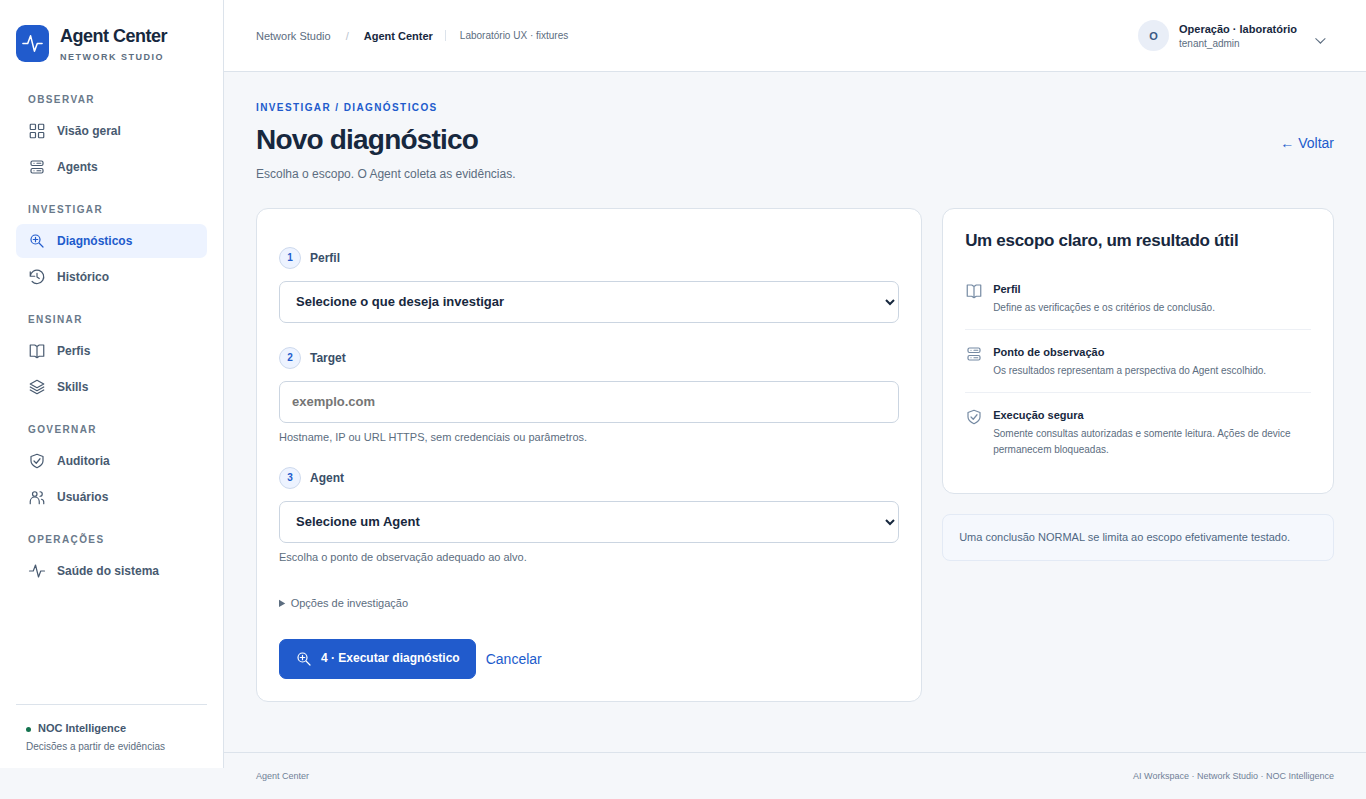 Agent Center
NETWORK STUDIO
OBSERVAR
Visão geral
Agents
INVESTIGAR
Diagnósticos
Histórico
ENSINAR
Perfis
Skills
GOVERNAR
Auditoria
Usuários
OPERAÇÕES
Saúde do sistema
NOC Intelligence
Decisões a partir de evidências
Network Studio / Agent Center Laboratório UX · fixtures
O
Operação · laboratório
tenant_admin
INVESTIGAR / DIAGNÓSTICOS
Novo diagnóstico
← Voltar
Escolha o escopo. O Agent coleta as evidências.
1 Perfil
Selecione o que deseja investigar
2 Target
exemplo.com
Hostname, IP ou URL HTTPS, sem credenciais ou parâmetros.
3 Agent
Selecione um Agent
Escolha o ponto de observação adequado ao alvo.
Opções de investigação
4 · Executar diagnóstico Cancelar
Um escopo claro, um resultado útil
Perfil
Define as verificações e os critérios de conclusão.
Ponto de observação
Os resultados representam a perspectiva do Agent escolhido.
Execução segura
Somente consultas autorizadas e somente leitura. Ações de device
permanecem bloqueadas.
Uma conclusão NORMAL se limita ao escopo efetivamente testado.
Agent Center
AI Workspace · Network Studio · NOC Intelligence